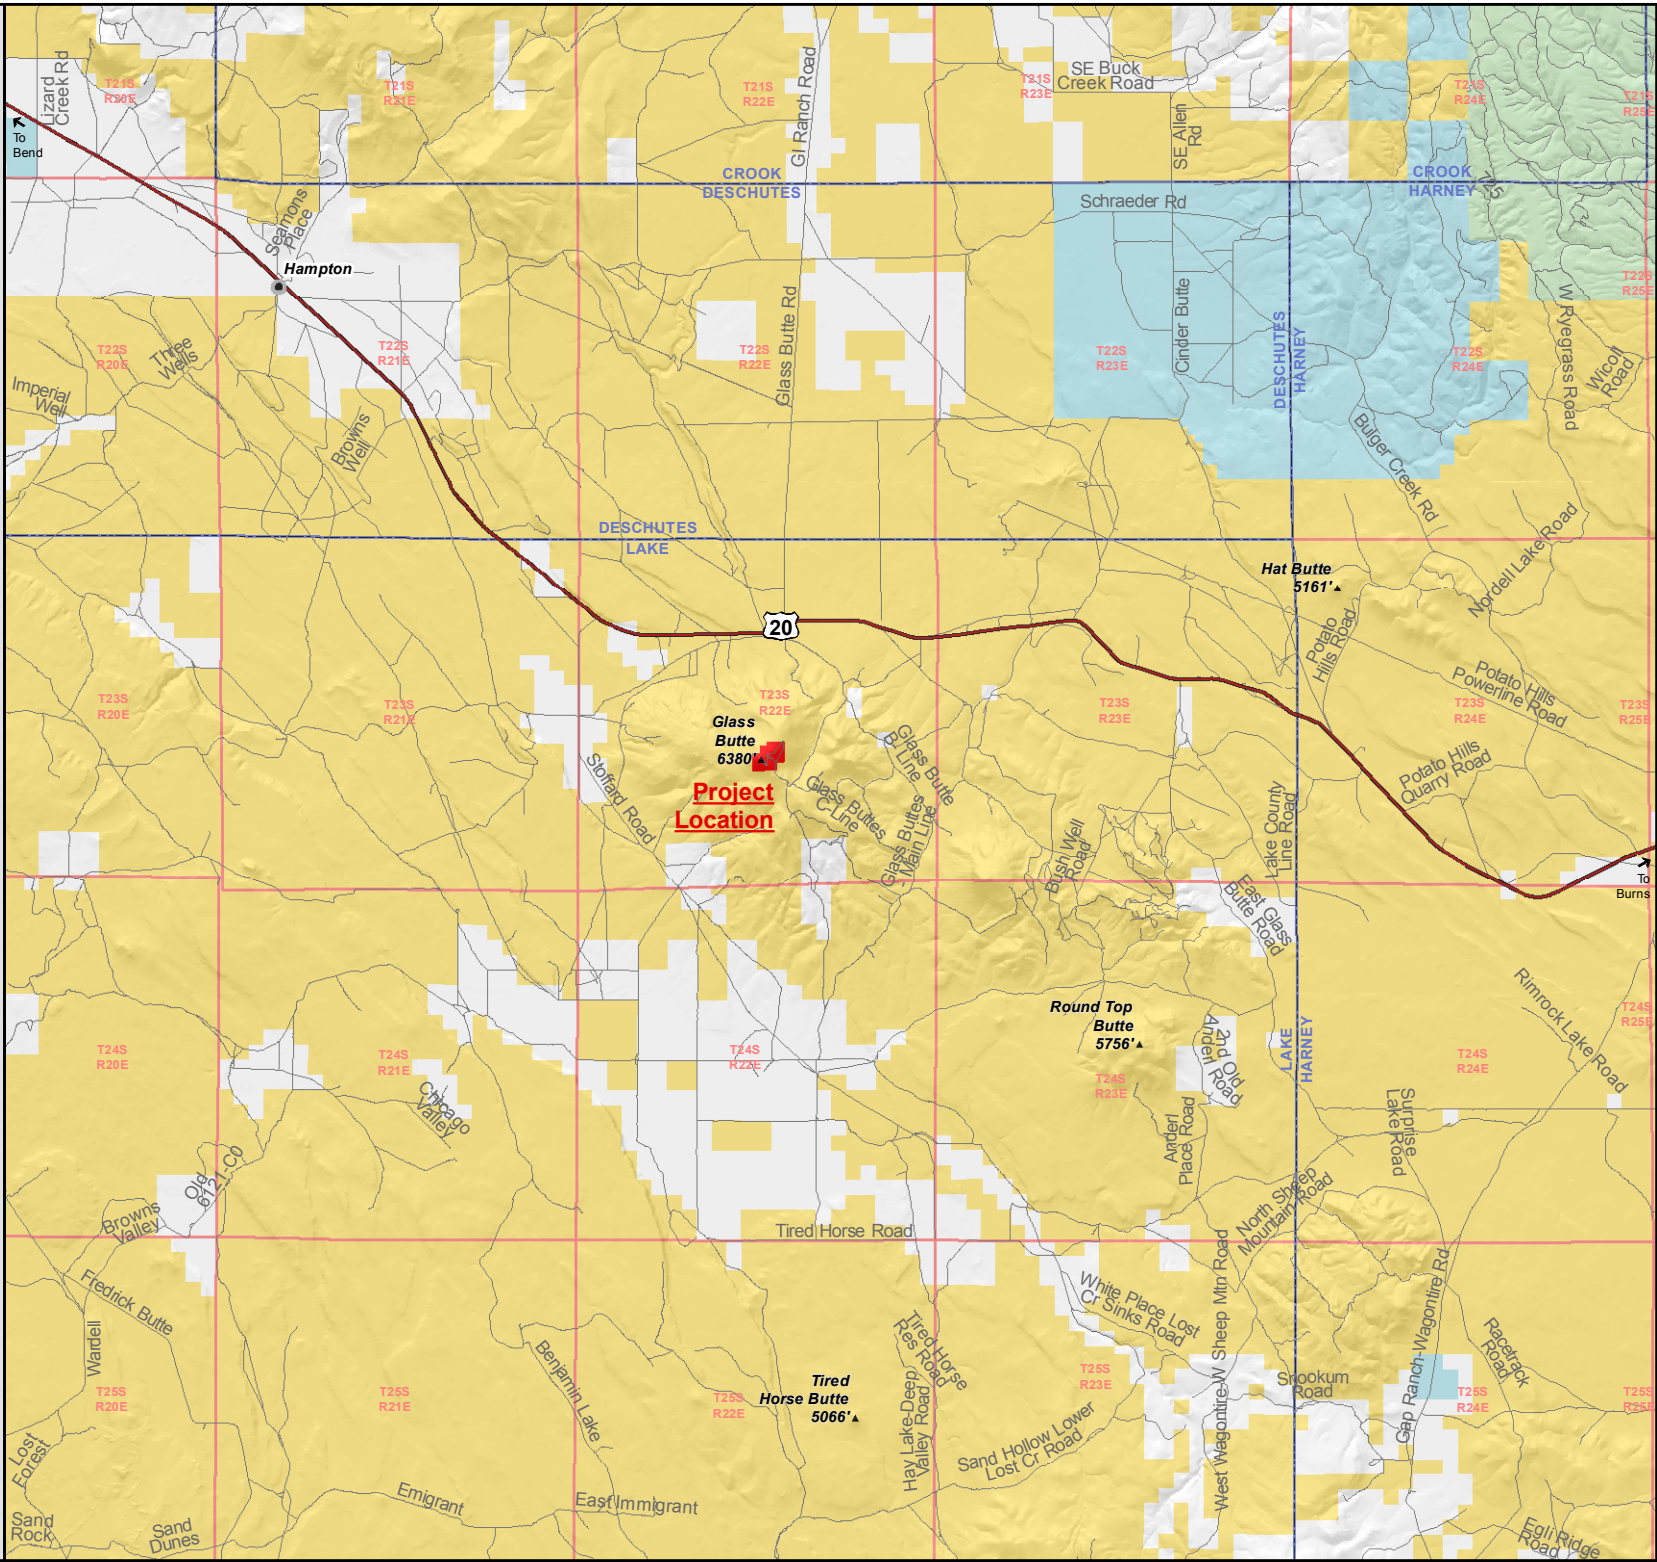 Lizard
Creek Rd
T21S
R20E
T21S
R21E
T21S
R22E
GI Ranch Road
T21S
R23E
SE Buck
Creek Road
SE Allen
Rd
T21S
R24E
T21S
R25E
To
Bend
CROOK
DESCHUTES
CROOK
HARNEY
725
Schraeder Rd
Seamons
Place
Hampton
T22S
R25E
Glass Butte Rd
Cinder Butte
DESCHUTES
HARNEY
W Ryegrass Road
Wicoli
Road
Three
Wells
T22S
R20E
T22S
R21E
T22S
R22E
T22S
R23E
T22S
R24E
Imperial
Well
Browns
Well
Bulger Creek Rd
DESCHUTES
LAKE
Nordell Lake Road
Hat Butte
5161'
20
Potato
Hills Road
Potato Hills
Powerline Road
T23S
R20E
T23S
R21E
T23S
R22E
T23S
R23E
T23S
R24E
T23S
R25E
Glass
Butte
6380'
Project
Location
Stoffard Road
Glass Butte
B-Line
Glass Buttes
C-Line
Glass Buttes
- Main Line
Bush Well
Road
Lake County
Line Road
Potato Hills
Quarry Road
To
Burns
East Glass
Butte Road
Rimrock Lake Road
Round Top
Butte
5756'
2nd Old
Anderl Road
LAKE
HARNEY
T24S
R25E
T24S
R20E
T24S
R21E
T24S
R22E
T24S
R23E
T24S
R24E
Chicago
Valley
Anderl
Place Road
Surprise
Lake Road
Old
6121-C0
Browns
Valley
Tired Horse Road
North Sheep
Mountain Road
Fredrick Butte
Wardell
Benjamin Lake
Tired Horse
Res Road
White Place Lost
Cr Sinks Road
West Wagontire W Sheep Mtn Road
Gap Ranch-Wagontire Rd
Racetrack
Road
Snookum
Road
T25S
R20E
T25S
R21E
T25S
R22E
Tired
Horse Butte
5066'
T25S
R23E
T25S
R24E
T25S
R25E
Hay Lake-Deep
Valley Road
Sand Hollow Lower
Lost Cr Road
Lost
Forest
Emigrant
East Immigrant
Sand
Rock
Sand
Dunes
Egli Ridge
Road